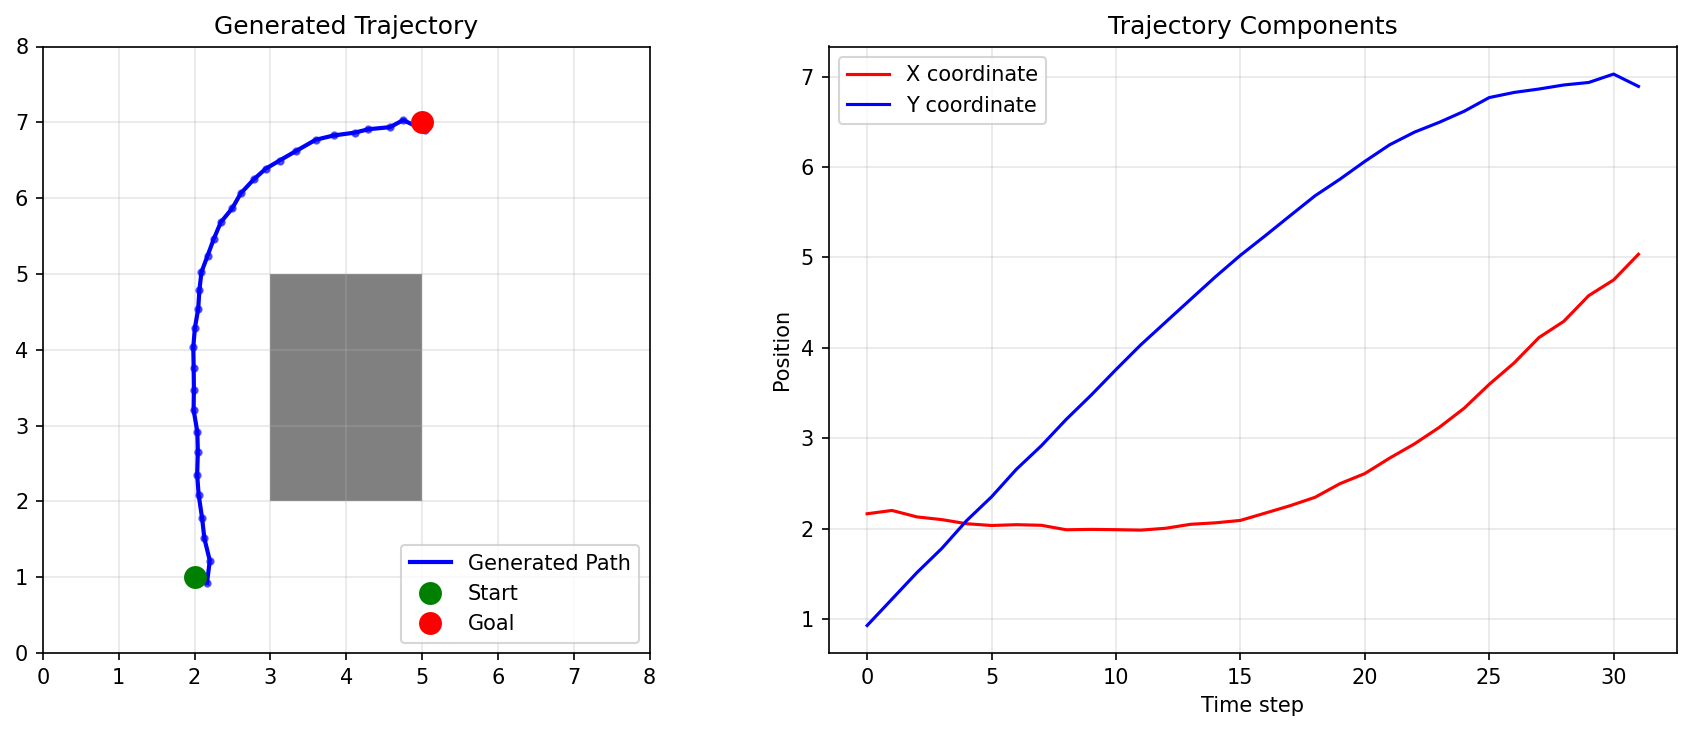 Generated Trajectory
8
7
6
5
4
3
2
1
0
0 1 2 3 4 5 6 7 8
Generated Path
Start
Goal
Trajectory Components
X coordinate
Y coordinate
Position
7
6
5
4
3
2
1
0 5 10 15 20 25 30
Time step